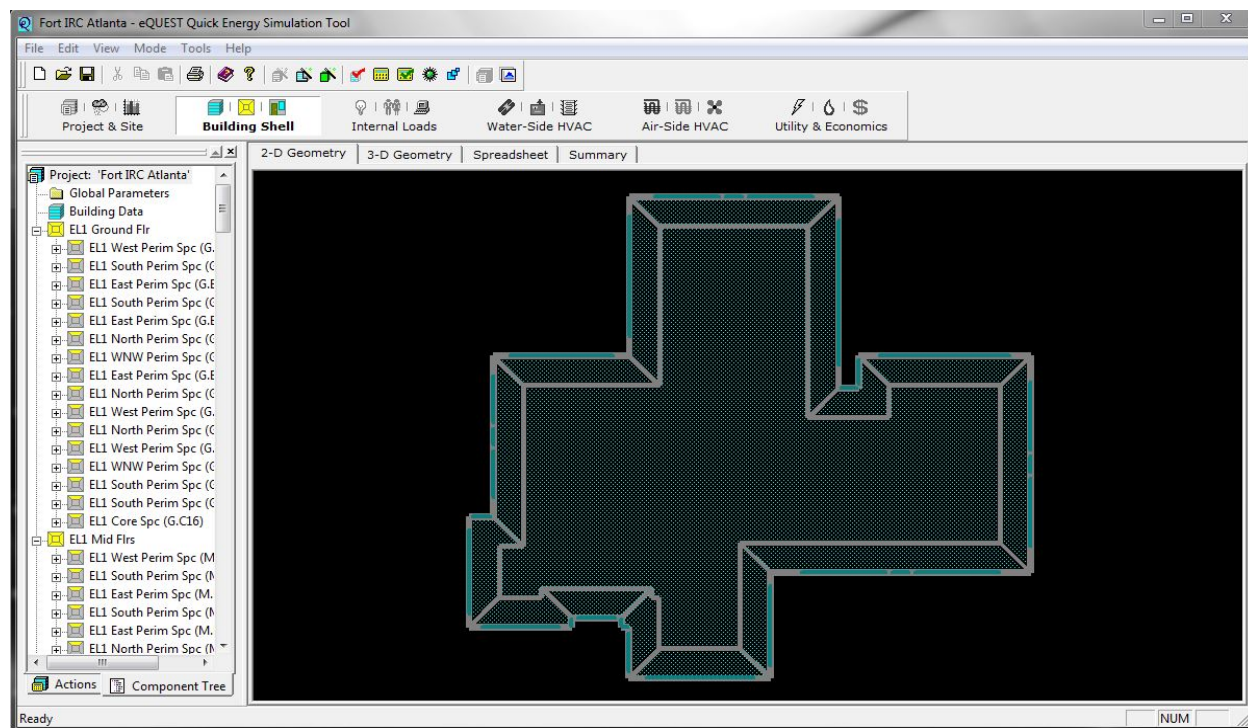 Fort IRC Atlanta - eQUEST Quick Energy Simulation Tool
File Edit View Mode Tools Help
Project & Site Building Shell Internal Loads Water-Side HVAC Air-Side HVAC Utility & Economics
2-D Geometry 3-D Geometry Spreadsheet Summary
Project: 'Fort IRC Atlanta'
Global Parameters
Building Data
EL1 Ground Flr
EL1 West Perim Spc (G.
EL1 South Perim Spc (G
EL1 East Perim Spc (G.E
EL1 South Perim Spc (G
EL1 East Perim Spc (G.E
EL1 North Perim Spc (G
EL1 WNW Perim Spc (G
EL1 East Perim Spc (G.E
EL1 North Perim Spc (G
EL1 West Perim Spc (G.
EL1 North Perim Spc (G
EL1 West Perim Spc (G.
EL1 WNW Perim Spc (G
EL1 South Perim Spc (G
EL1 South Perim Spc (G
EL1 Core Spc (G.C16)
EL1 Mid Flrs
EL1 West Perim Spc (M
EL1 South Perim Spc (M
EL1 East Perim Spc (M.
EL1 South Perim Spc (M
EL1 East Perim Spc (M.
EL1 North Perim Spc (M
Actions Component Tree
Ready NUM